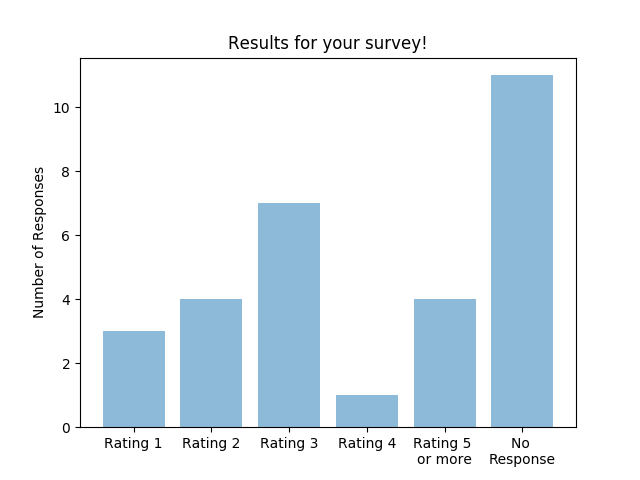 Results for your survey!
Number of Responses
10
8
6
4
2
0
Rating 1 Rating 2 Rating 3 Rating 4 Rating 5 No
or more Response